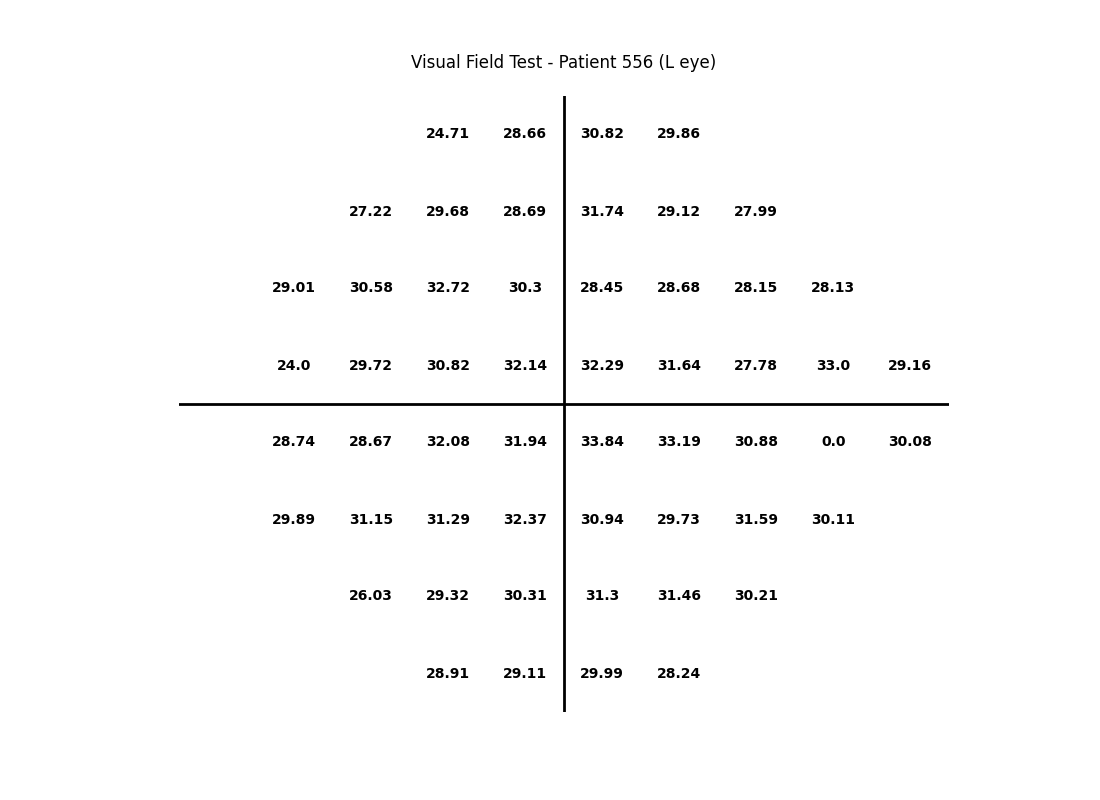 Visual Field Test - Patient 556 (L eye)
24.71 28.66 30.82 29.86
27.22 29.68 28.69 31.74 29.12 27.99
29.01 30.58 32.72 30.3 28.45 28.68 28.15 28.13
24.0 29.72 30.82 32.14 32.29 31.64 27.78 33.0 29.16
28.74 28.67 32.08 31.94 33.84 33.19 30.88 0.0 30.08
29.89 31.15 31.29 32.37 30.94 29.73 31.59 30.11
26.03 29.32 30.31 31.3 31.46 30.21
28.91 29.11 29.99 28.24